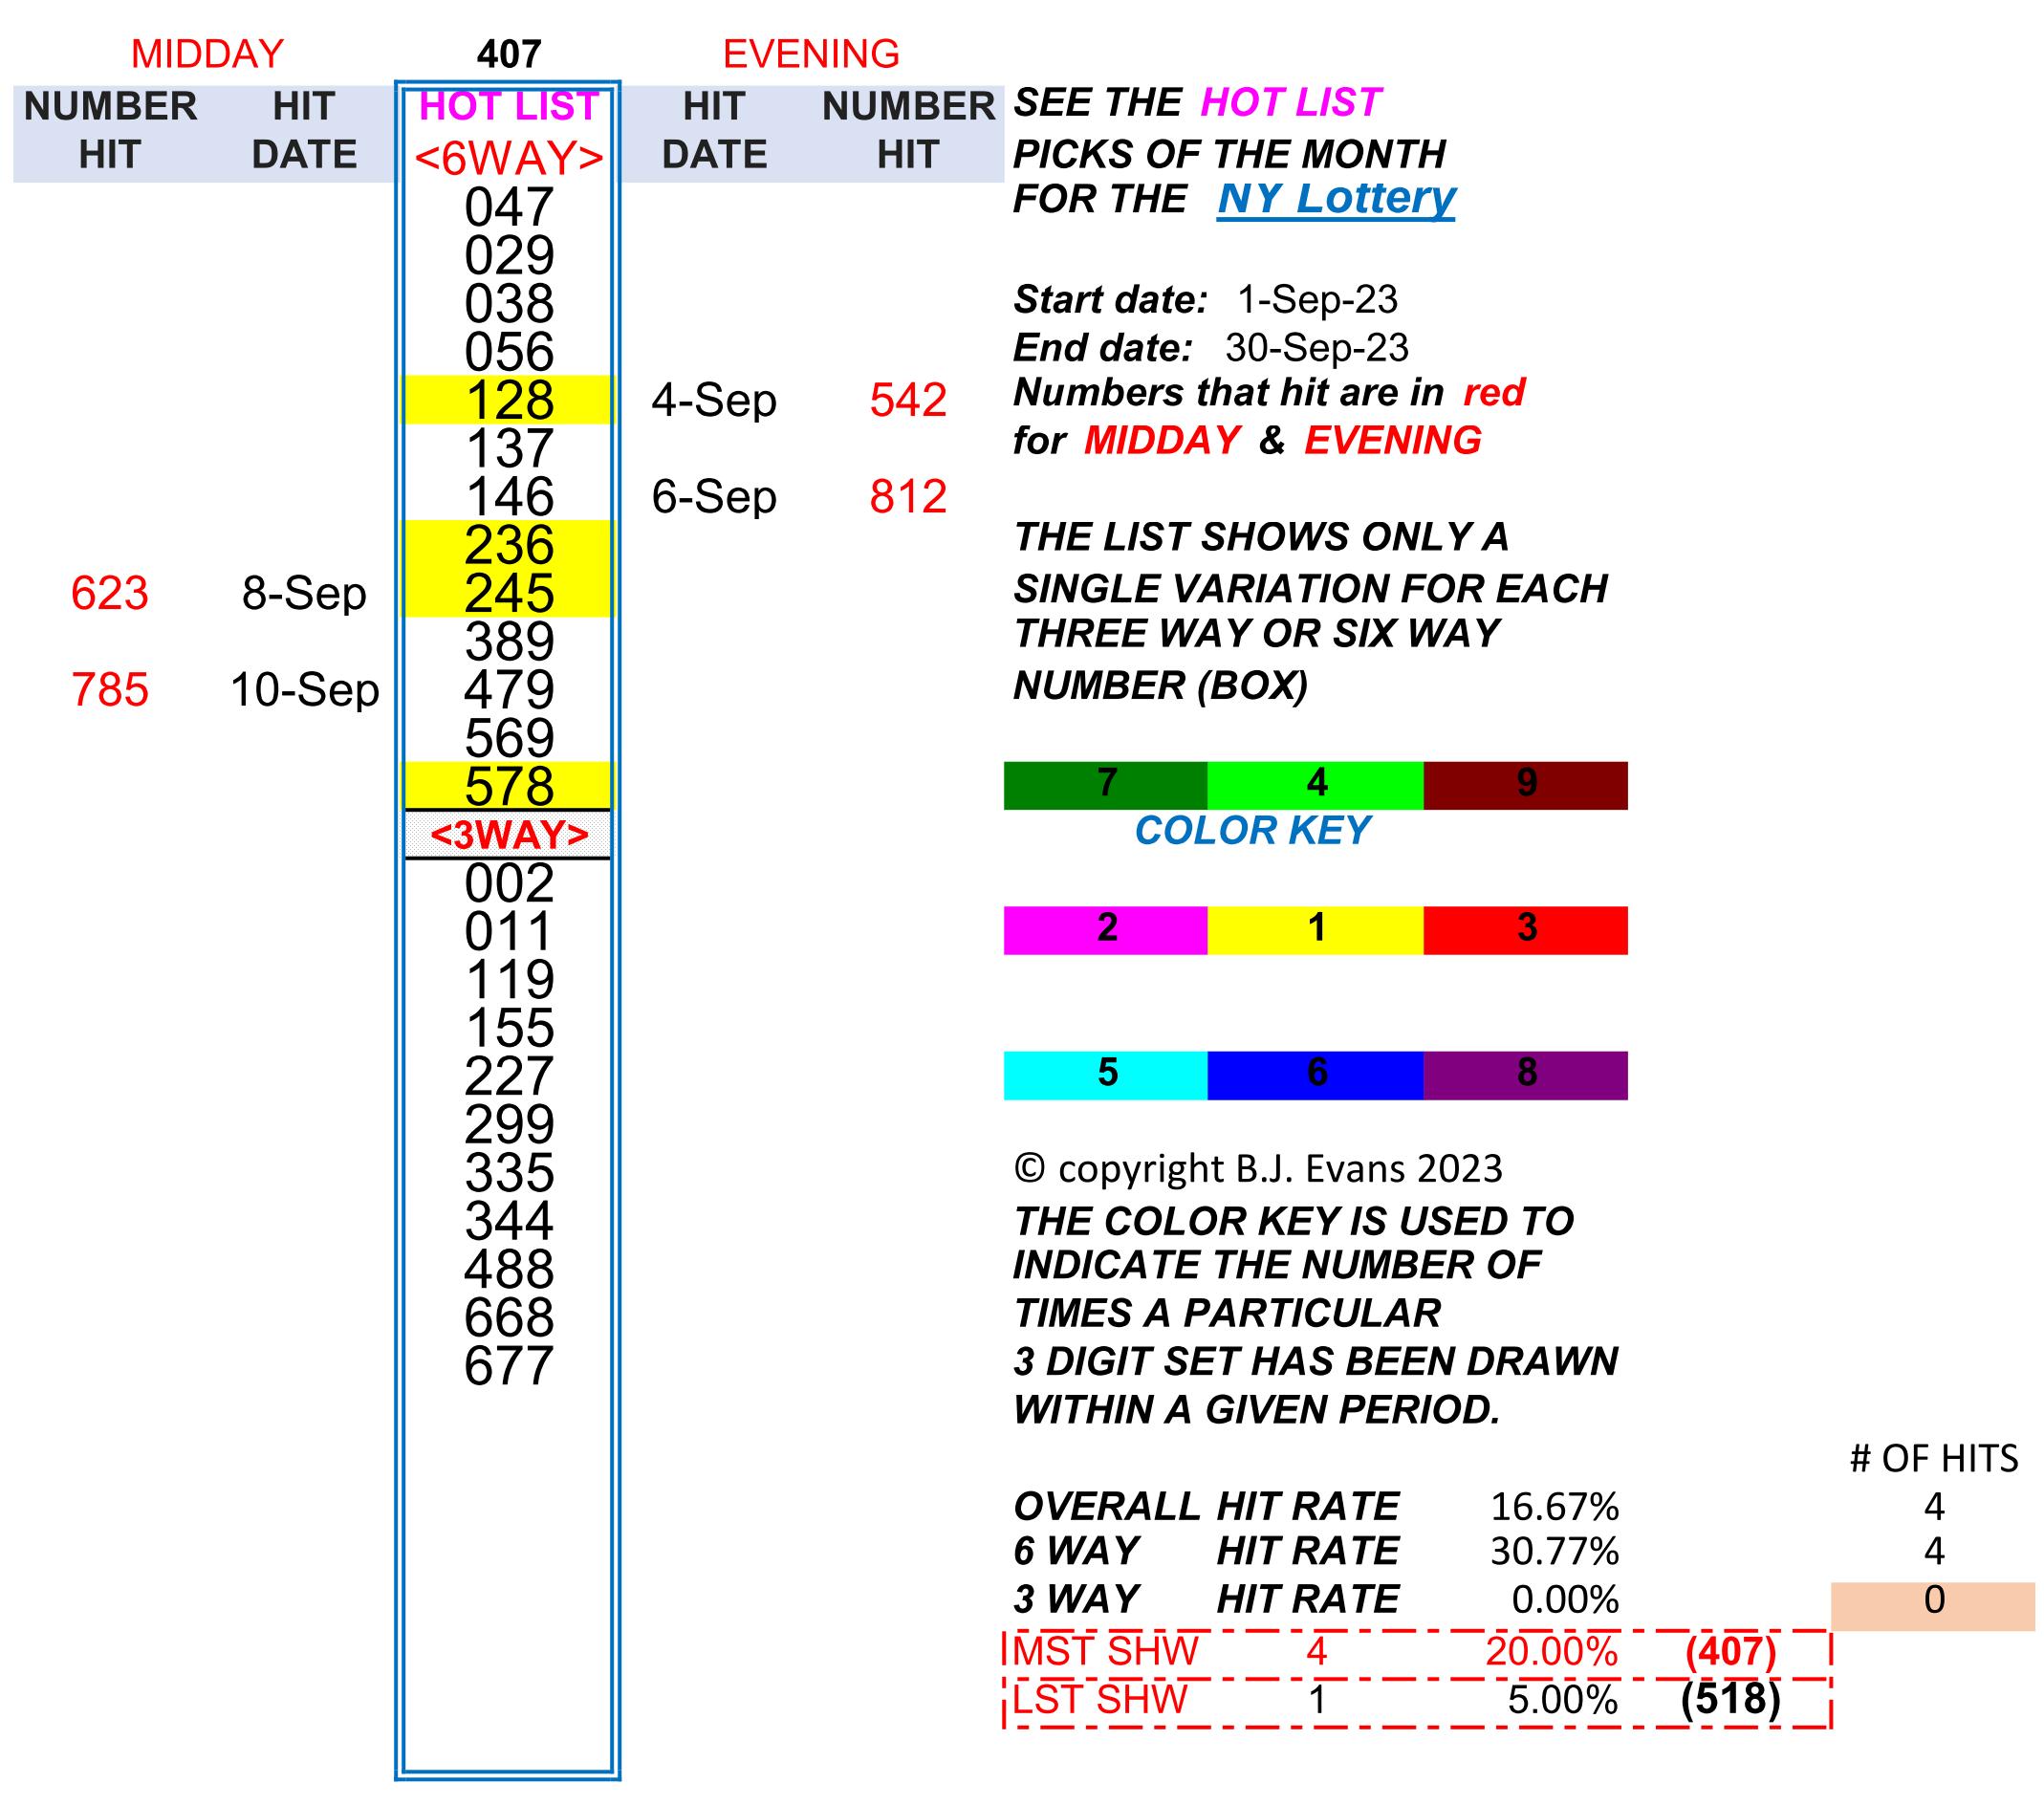 MIDDAY 407 EVENING
NUMBER HIT HOT LIST HIT NUMBER
HIT DATE <6WAY> DATE HIT
047
029
038
056
128 4-Sep 542
137
146 6-Sep 812
236
623 8-Sep 245
389
785 10-Sep 479
569
578
<3WAY>
002
011
119
155
227
299
335
344
488
668
677
SEE THE HOT LIST
PICKS OF THE MONTH
FOR THE NY Lottery
Start date: 1-Sep-23
End date: 30-Sep-23
Numbers that hit are in red
for MIDDAY & EVENING
THE LIST SHOWS ONLY A
SINGLE VARIATION FOR EACH
THREE WAY OR SIX WAY
NUMBER (BOX)
7 4 9
COLOR KEY
2 1 3
5 6 8
© copyright B.J. Evans 2023
THE COLOR KEY IS USED TO
INDICATE THE NUMBER OF
TIMES A PARTICULAR
3 DIGIT SET HAS BEEN DRAWN
WITHIN A GIVEN PERIOD.
# OF HITS
OVERALL HIT RATE 16.67% 4
6 WAY HIT RATE 30.77% 4
3 WAY HIT RATE 0.00% 0
MST SHW 4 20.00% (407)
LST SHW 1 5.00% (518)